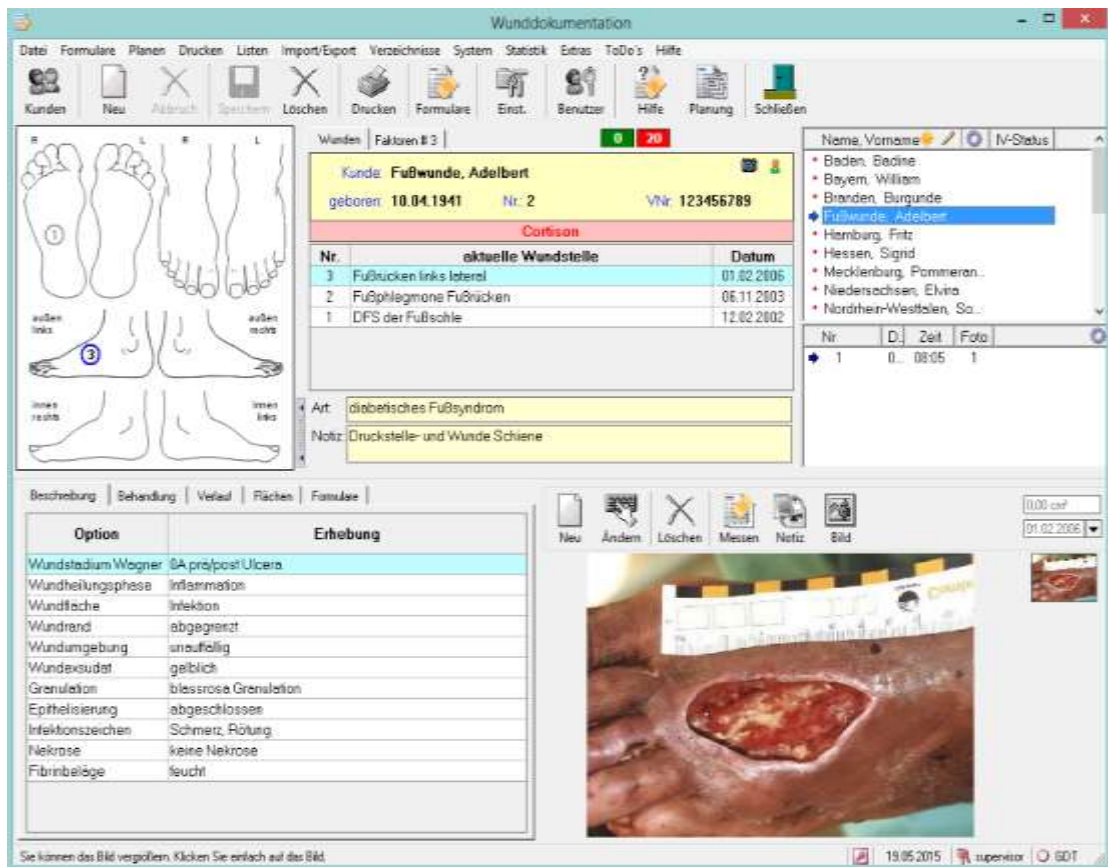 Wunddokumentation
Datei Formulare Planen Drucken Listen Import/Export Verzeichnisse System Statistik Extras ToDo's Hilfe
Kunden Neu Abbruch Speichern Löschen Drucken Formulare Einst. Benutzer Hilfe Planung Schließen
R L R L
1
außen links
außen rechts
3
innen rechts
innen links
Wunden Faktoren # 3 0 20
Kunde: Fußwunde, Adelbert
geboren: 10.04.1941 Nr.: 2 VNr: 123456789
Cortison
Nr. aktuelle Wundstelle Datum
3 Fußrücken links lateral 01.02.2006
2 Fußphlegmone Fußrücken 06.11.2003
1 DFS der Fußsohle 12.02.2002
Art: diabetisches Fußsyndrom
Notiz: Druckstelle- und Wunde Schiene
Name, Vorname IV-Status
Baden, Badine
Bayern, William
Branden, Burgunde
Fußwunde, Adelbert
Hamburg, Fritz
Hessen, Sigrid
Mecklenburg, Pommeran...
Niedersachsen, Elvira
Nordrhein-Westfalen, So...
Nr D. Zeit Foto
1 0... 08:05 1
Beschreibung Behandlung Verlauf Flächen Formulare
Option Erhebung
Wundstadium Wagner 0A prä/post Ulcera
Wundheilungsphase Inflammation
Wundfläche Infektion
Wundrand abgegrenzt
Wundumgebung unauffällig
Wundexsudat gelblich
Granulation blassrosa Granulation
Epithelisierung abgeschlossen
Infektionszeichen Schmerz, Rötung
Nekrose keine Nekrose
Fibrinbeläge feucht
Neu Ändern Löschen Messen Notiz Bild
0,00 cm²
01.02.2006
Sie können das Bild vergrößern. Klicken Sie einfach auf das Bild.
19.05.2015 supervisor GDT